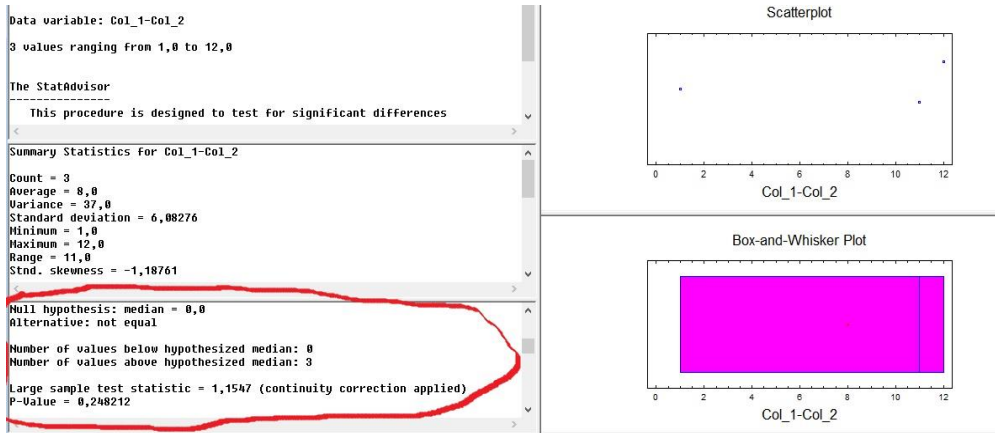 Data variable: Col_1-Col_2
3 values ranging from 1,0 to 12,0
The StatAdvisor
---------------
This procedure is designed to test for significant differences
Summary Statistics for Col_1-Col_2
Count = 3
Average = 8,0
Variance = 37,0
Standard deviation = 6,08276
Minimum = 1,0
Maximum = 12,0
Range = 11,0
Stnd. skewness = -1,18761
Null hypothesis: median = 0,0
Alternative: not equal
Number of values below hypothesized median: 0
Number of values above hypothesized median: 3
Large sample test statistic = 1,1547 (continuity correction applied)
P-Value = 0,248212
Scatterplot
0 2 4 6 8 10 12
Col_1-Col_2
Box-and-Whisker Plot
0 2 4 6 8 10 12
Col_1-Col_2